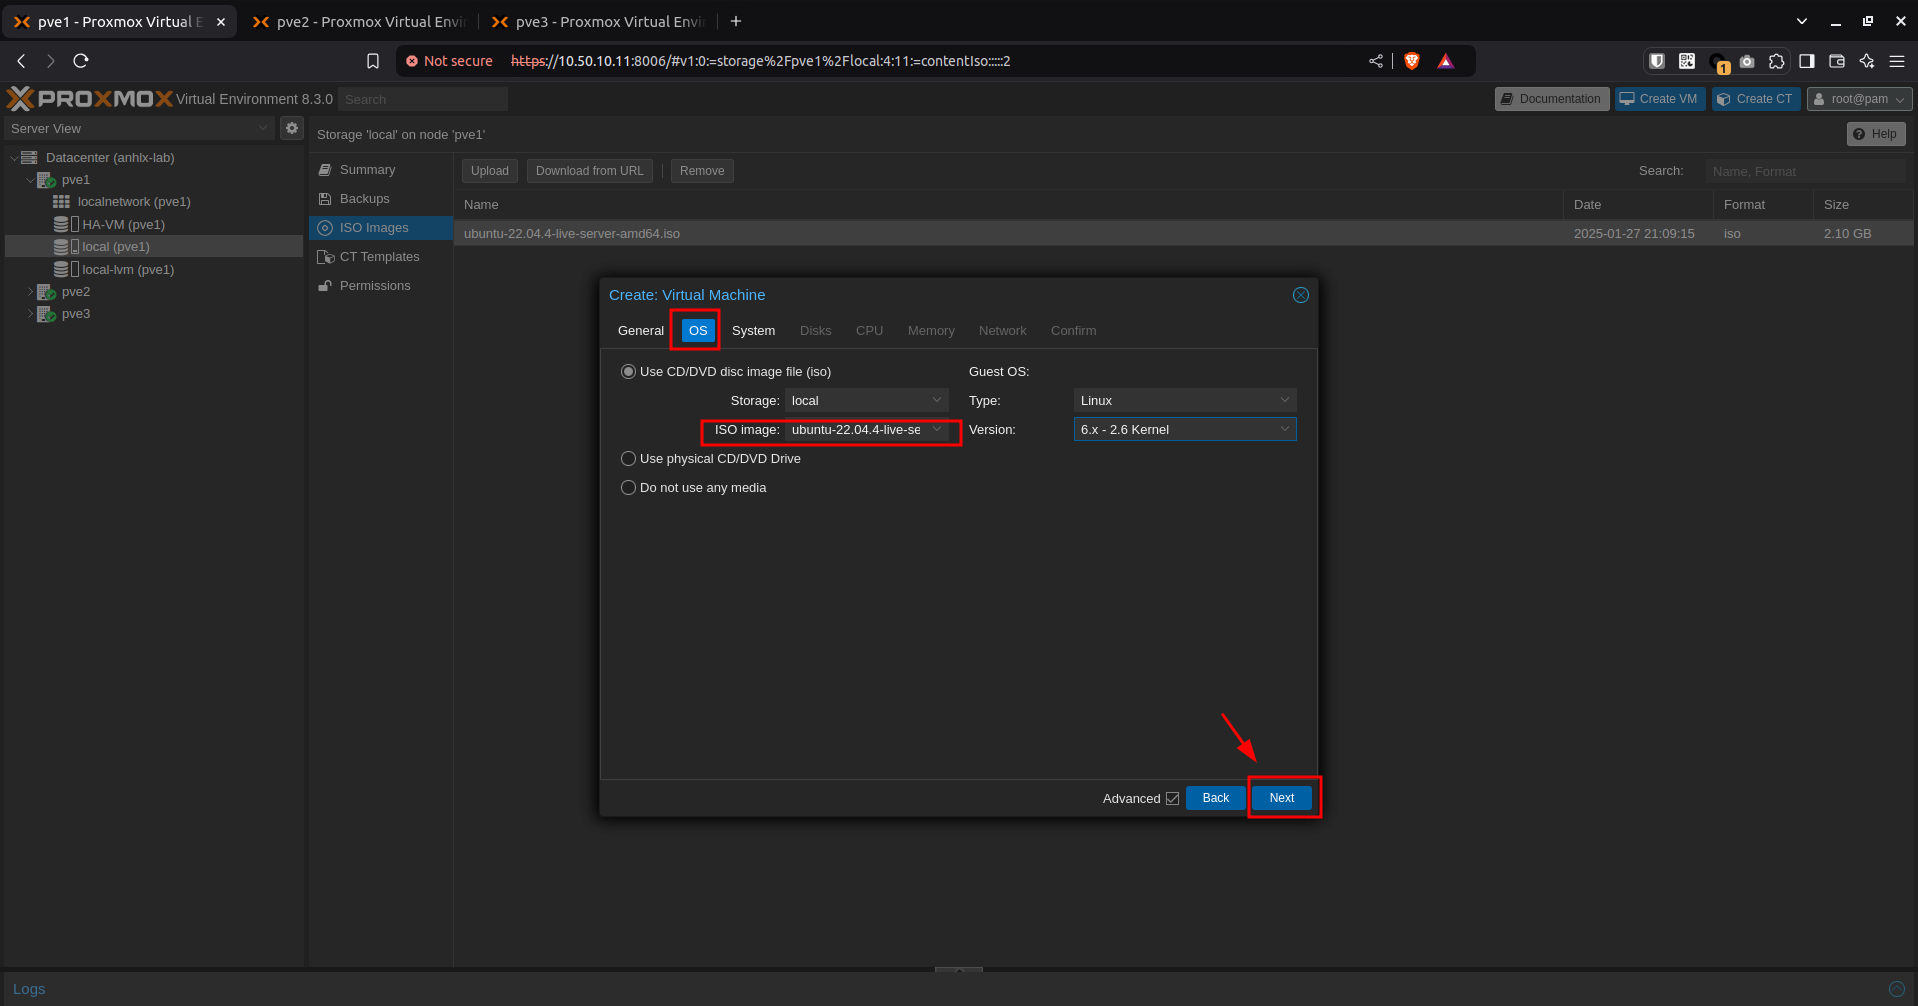 pve1 - Proxmox Virtual E
pve2 - Proxmox Virtual Envi
pve3 - Proxmox Virtual Envi
Not secure https://10.50.10.11:8006/#v1:0:=storage%2Fpve1%2Flocal:4:11:=contentIso:::::2
1
PROXMOX Virtual Environment 8.3.0 Search
Documentation Create VM Create CT root@pam
Server View
Storage 'local' on node 'pve1'
Help
Datacenter (anhlx-lab)
pve1
localnetwork (pve1)
HA-VM (pve1)
local (pve1)
local-lvm (pve1)
pve2
pve3
Summary
Backups
ISO Images
CT Templates
Permissions
Upload Download from URL Remove Search: Name, Format
Name Date Format Size
ubuntu-22.04.4-live-server-amd64.iso 2025-01-27 21:09:15 iso 2.10 GB
Create: Virtual Machine
General OS System Disks CPU Memory Network Confirm
Use CD/DVD disc image file (iso) Guest OS:
Storage: local Type: Linux
ISO image: ubuntu-22.04.4-live-se Version: 6.x - 2.6 Kernel
Use physical CD/DVD Drive
Do not use any media
Advanced Back Next
Logs